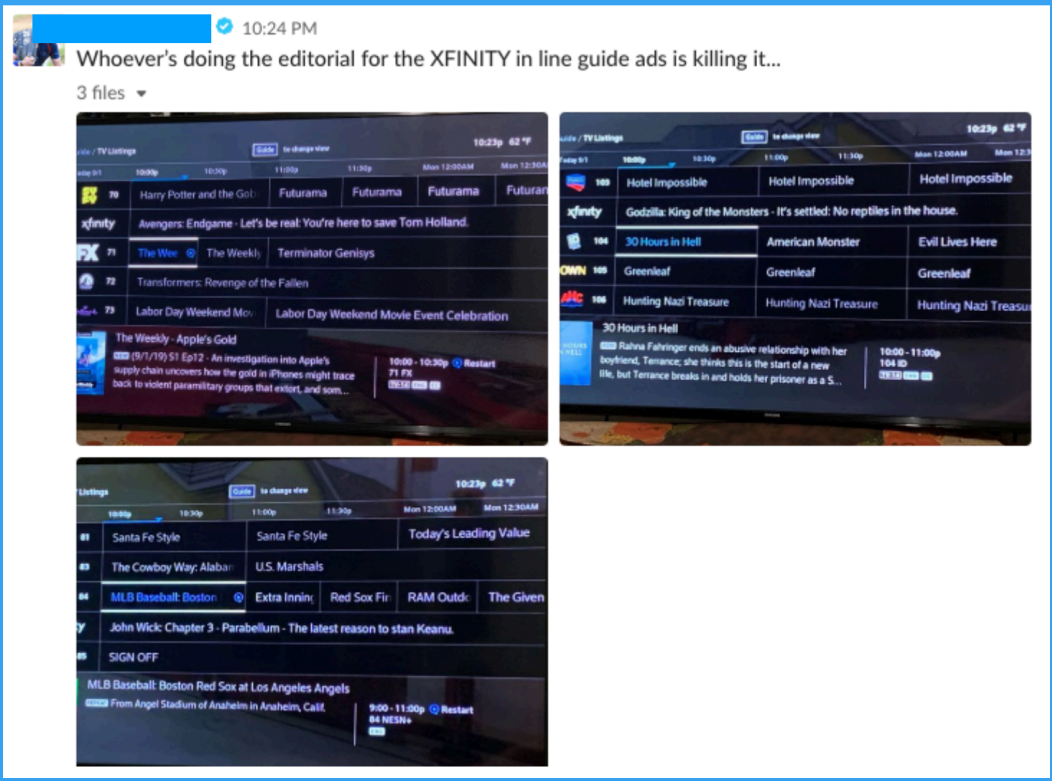 10:24 PM
Whoever's doing the editorial for the XFINITY in line guide ads is killing it...
3 files
/ TV Listings
Guide to change view
10:23p 62 °F
9/1 10:00p 10:30p 11:00p 11:30p Mon 12:00AM Mon 12:30A
70 Harry Potter and the Gob Futurama Futurama Futurama Futuran
xfinity Avengers: Endgame - Let's be real: You're here to save Tom Holland.
FX 71 The Wee The Weekly Terminator Genisys
72 Transformers: Revenge of the Fallen
73 Labor Day Weekend Mov Labor Day Weekend Movie Event Celebration
The Weekly - Apple's Gold
(9/1/19) S1 Ep12 - An investigation into Apple's
supply chain uncovers how the gold in iPhones might trace
back to violent paramilitary groups that extort, and som...
10:00 - 10:30p Restart
71 FX
/ TV Listings
Guide to change view
10:23p 62 °F
9/1 10:00p 10:30p 11:00p 11:30p Mon 12:00AM Mon 12:3
103 Hotel Impossible Hotel Impossible Hotel Impossible
xfinity Godzilla: King of the Monsters - It's settled: No reptiles in the house.
104 30 Hours in Hell American Monster Evil Lives Here
OWN 105 Greenleaf Greenleaf Greenleaf
AHC 106 Hunting Nazi Treasure Hunting Nazi Treasure Hunting Nazi Treasu
30 Hours in Hell
Rahna Fahringer ends an abusive relationship with her
boyfriend, Terrance; she thinks this is the start of a new
life, but Terrance breaks in and holds her prisoner as a S...
10:00 - 11:00p
104 ID
Listings
Guide to change view
10:23p 62 °F
10:00p 10:30p 11:00p 11:30p Mon 12:00AM Mon 12:30AM
81 Santa Fe Style Santa Fe Style Today's Leading Value
83 The Cowboy Way: Alabar U.S. Marshals
84 MLB Baseball: Boston Extra Inning Red Sox Fin RAM Outdo The Given
y John Wick: Chapter 3 - Parabellum - The latest reason to stan Keanu.
85 SIGN OFF
MLB Baseball: Boston Red Sox at Los Angeles Angels
From Angel Stadium of Anaheim in Anaheim, Calif.
9:00 - 11:00p Restart
84 NESN+